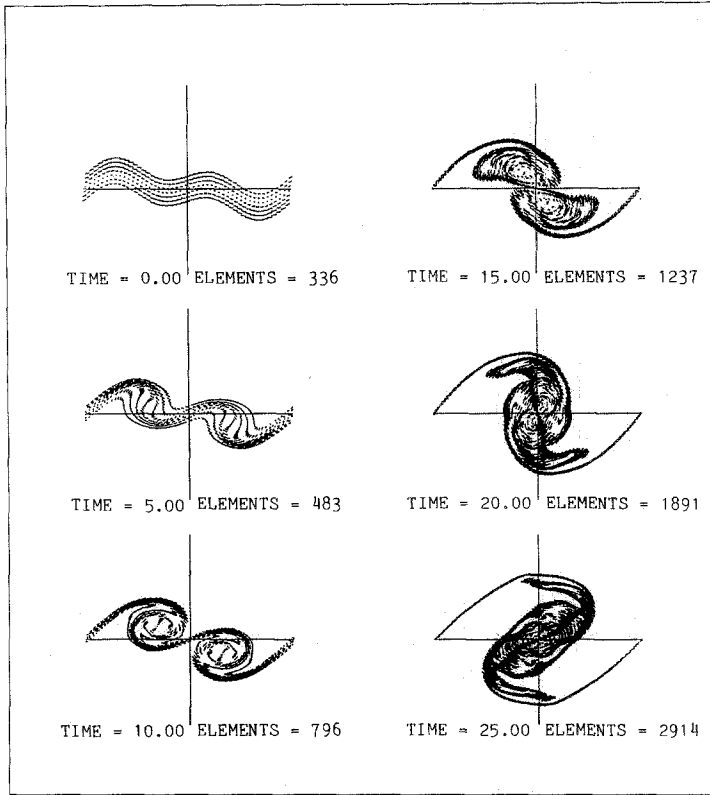 TIME = 0.00 ELEMENTS = 336
TIME = 5.00 ELEMENTS = 483
TIME = 10.00 ELEMENTS = 796
TIME = 15.00 ELEMENTS = 1237
TIME = 20.00 ELEMENTS = 1891
TIME = 25.00 ELEMENTS = 2914